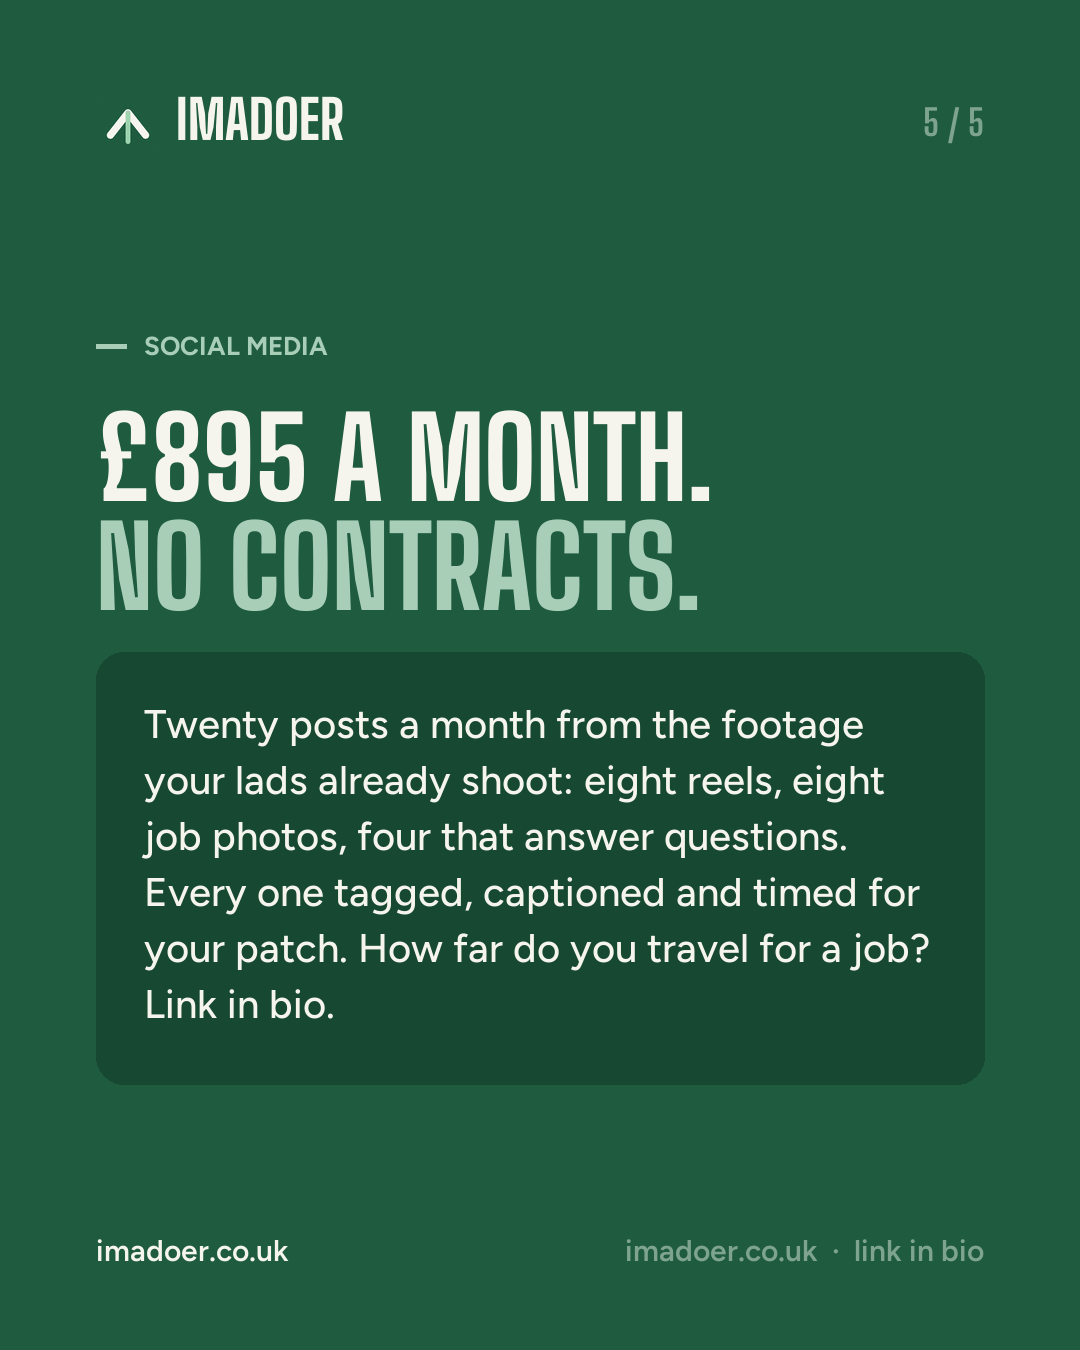 IMADOER
5 / 5
SOCIAL MEDIA
£895 A MONTH.
NO CONTRACTS.
Twenty posts a month from the footage
your lads already shoot: eight reels, eight
job photos, four that answer questions.
Every one tagged, captioned and timed for
your patch. How far do you travel for a job?
Link in bio.
imadoer.co.uk
imadoer.co.uk · link in bio